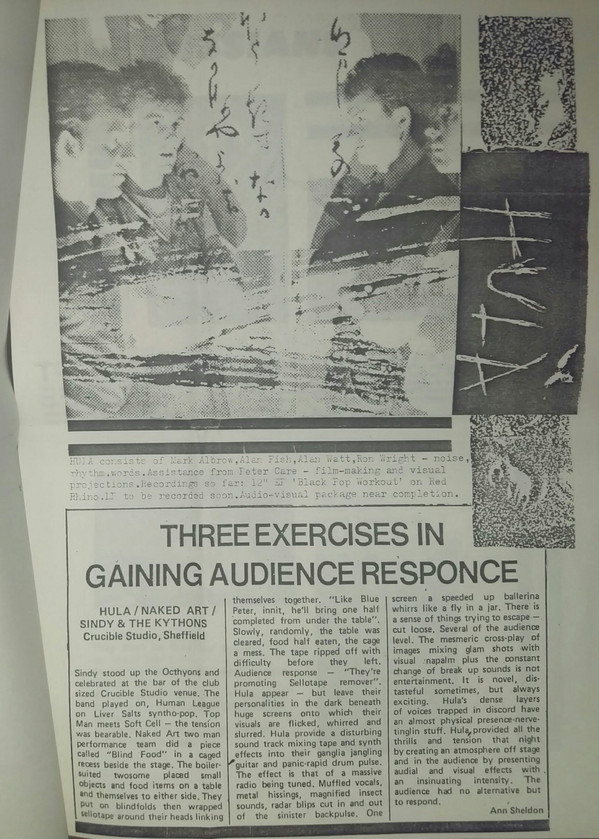 HULA
HULA consists of Mark Albrow,Alan Fish,Alan Watt,Ron Wright - noise,
rhythm.words.Assistance from Peter Care - film-making and visual
projections.Recordings so far: 12" EP 'Black Pop Workout' on Red
Rhino.LP to be recorded soon.Audio-visual package near completion.
THREE EXERCISES IN
GAINING AUDIENCE RESPONCE
HULA / NAKED ART /
SINDY & THE KYTHONS
Crucible Studio, Sheffield
Sindy stood up the Octhyons and
celebrated at the bar of the club
sized Crucible Studio venue. The
band played on, Human League
on Liver Salts syntho-pop. Top
Man meets Soft Cell — the tension
was bearable. Naked Art two man
performance team did a piece
called "Blind Food" in a caged
recess beside the stage. The boiler-
suited twosome placed small
objects and food items on a table
and themselves to either side. They
put on blindfolds then wrapped
sellotape around their heads linking
themselves together. "Like Blue
Peter, innit, he'll bring one half
completed from under the table".
Slowly, randomly, the table was
cleared, food half eaten, the cage
a mess. The tape ripped off with
difficulty before they left.
Audience response — "They're
promoting Sellotape remover".
Hula appear — but leave their
personalities in the dark beneath
huge screens onto which their
visuals are flicked, whirred and
slurred. Hula provide a disturbing
sound track mixing tape and synth
effects into their ganglia jangling
guitar and panic-rapid drum pulse.
The effect is that of a massive
radio being tuned. Muffled vocals,
metal hissings, magnified insect
sounds, radar blips cut in and out
of the sinister backpulse. One
screen a speeded up ballerina
whirrs like a fly in a jar. There is
a sense of things trying to escape —
cut loose. Several of the audience
level. The mesmeric cross-play of
images mixing glam shots with
visual napalm plus the constant
change of break up sounds is not
entertainment. It is novel, dis-
tasteful sometimes, but always
exciting. Hula's dense layers
of voices trapped in discord have
an almost physical presence-nerve-
tinglin stuff. Hula provided all the
thrills and tension that night
by creating an atmosphere off stage
and in the audience by presenting
audial and visual effects with
an insinuating intensity. The
audience had no alternative but
to respond.
Ann Sheldon